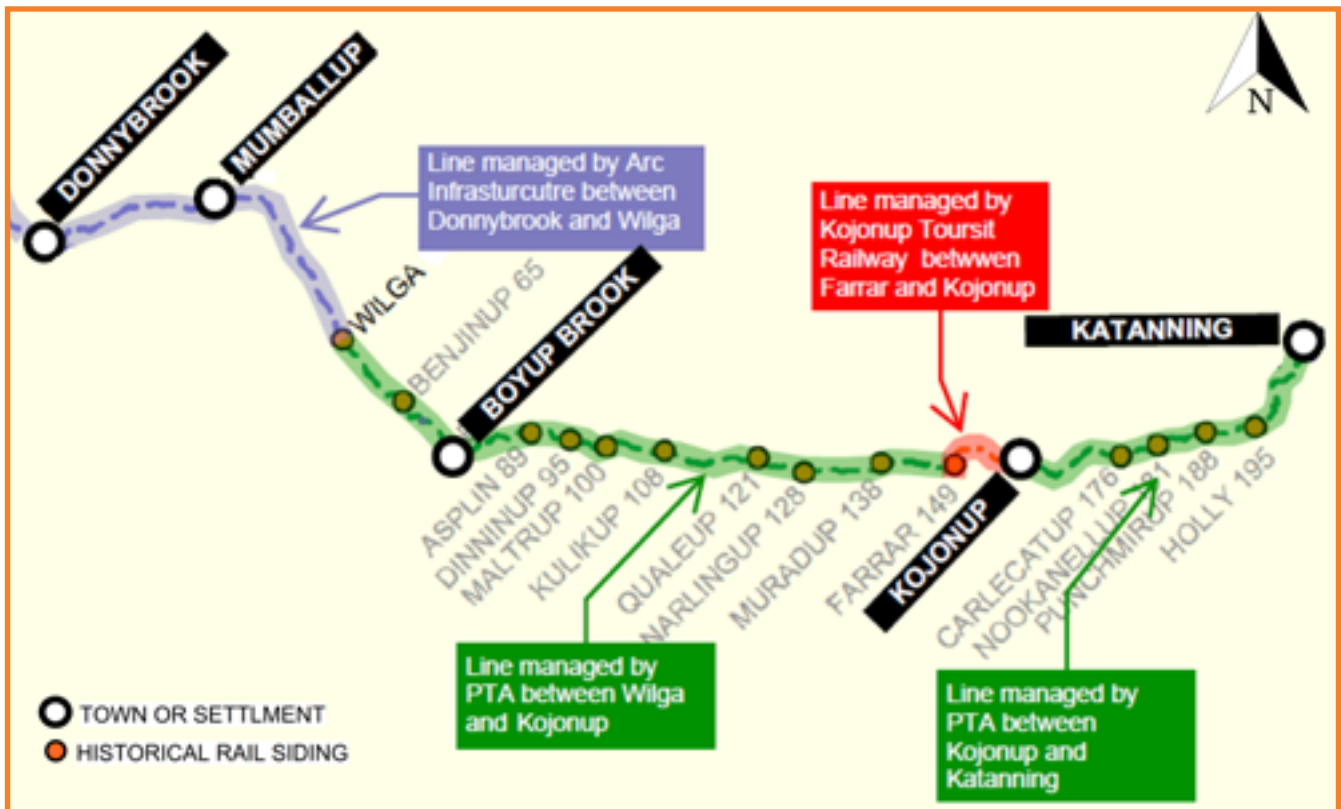 DONNYBROOK
MUMBALLUP
N
Line managed by Arc
Infrasturcutre between
Donnybrook and Wilga
Line managed by
Kojonup Toursit
Railway betwwen
Farrar and Kojonup
WILGA
BENJINUP 65
BOYUP BROOK
KATANNING
ASPLIN 89
DINNINUP 95
MALTRUP 100
KULIKUP 108
QUALEUP 121
NARLINGUP 128
MURADUP 138
FARRAR 149
KOJONUP
CARLECATUP 176
NOOKANELLUP 181
PUNCHMIRUP 188
HOLLY 195
Line managed by
PTA between Wilga
and Kojonup
Line managed by
PTA between
Kojonup and
Katanning
TOWN OR SETTLMENT
HISTORICAL RAIL SIDING